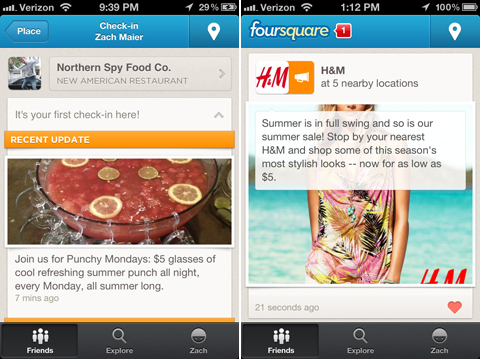 Verizon 9:39 PM 29%
Place
Check-in
Zach Maier
Northern Spy Food Co.
NEW AMERICAN RESTAURANT
It's your first check-in here!
RECENT UPDATE
Join us for Punchy Mondays: $5 glasses of
cool refreshing summer punch all night,
every Monday, all summer long.
7 mins ago
Friends Explore Zach
Verizon 1:12 PM 100%
foursquare 1
H&M
H&M
at 5 nearby locations
Summer is in full swing and so is our
summer sale! Stop by your nearest
H&M and shop some of this season's
most stylish looks -- now for as low as
$5.
H&M
21 seconds ago
Friends Explore Zach